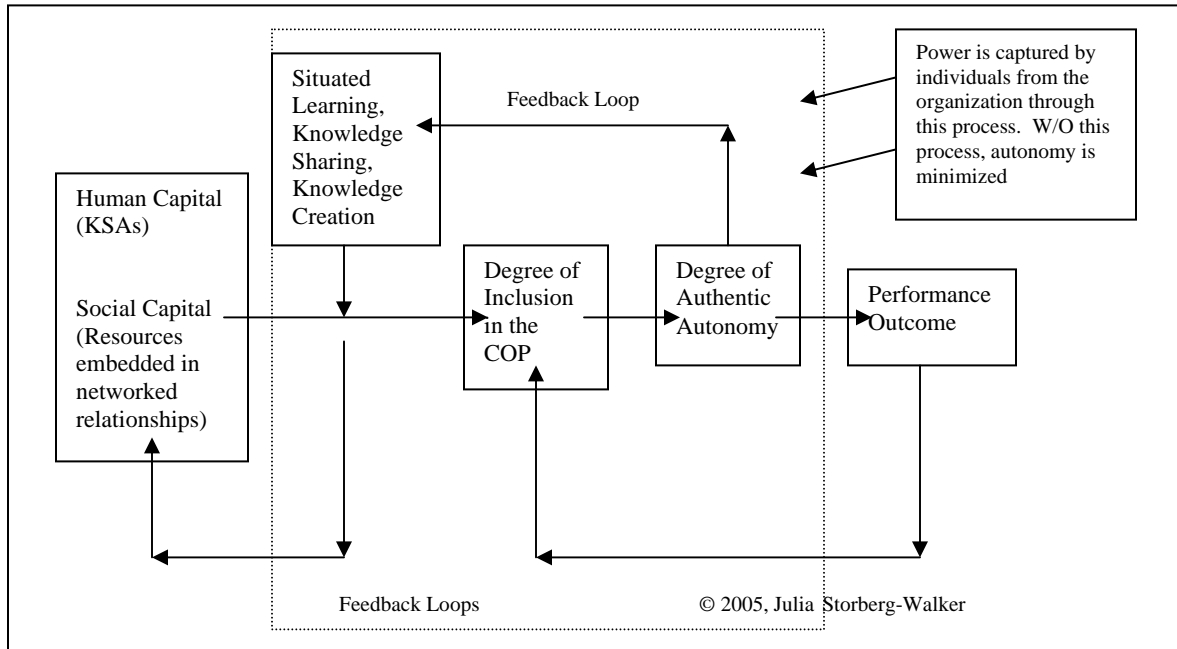 Situated
Learning,
Knowledge
Sharing,
Knowledge
Creation
Feedback Loop
Power is captured by
individuals from the
organization through
this process.  W/O this
process, autonomy is
minimized
Human Capital
(KSAs)
Social Capital
(Resources
embedded in
networked
relationships)
Degree of
Inclusion
in the
COP
Degree of
Authentic
Autonomy
Performance
Outcome
Feedback Loops
© 2005, Julia Storberg-Walker